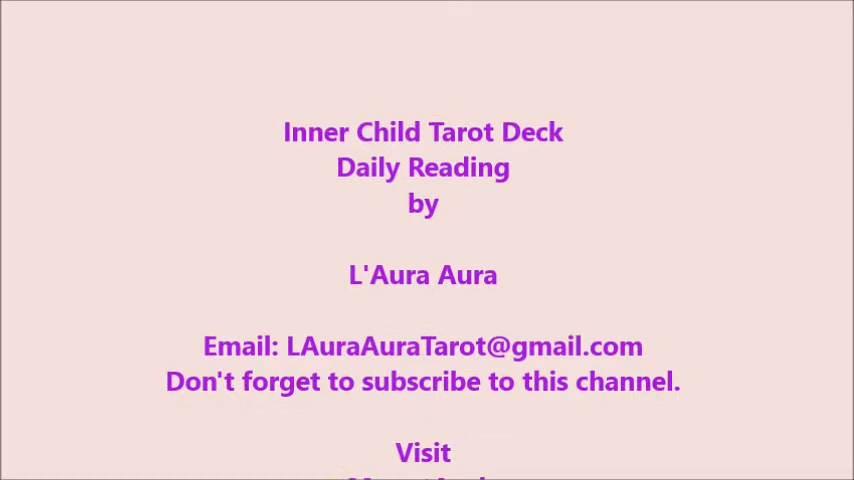 Inner Child Tarot Deck
Daily Reading
by
L'Aura Aura
Email: LAuraAuraTarot@gmail.com
Don't forget to subscribe to this channel.
Visit